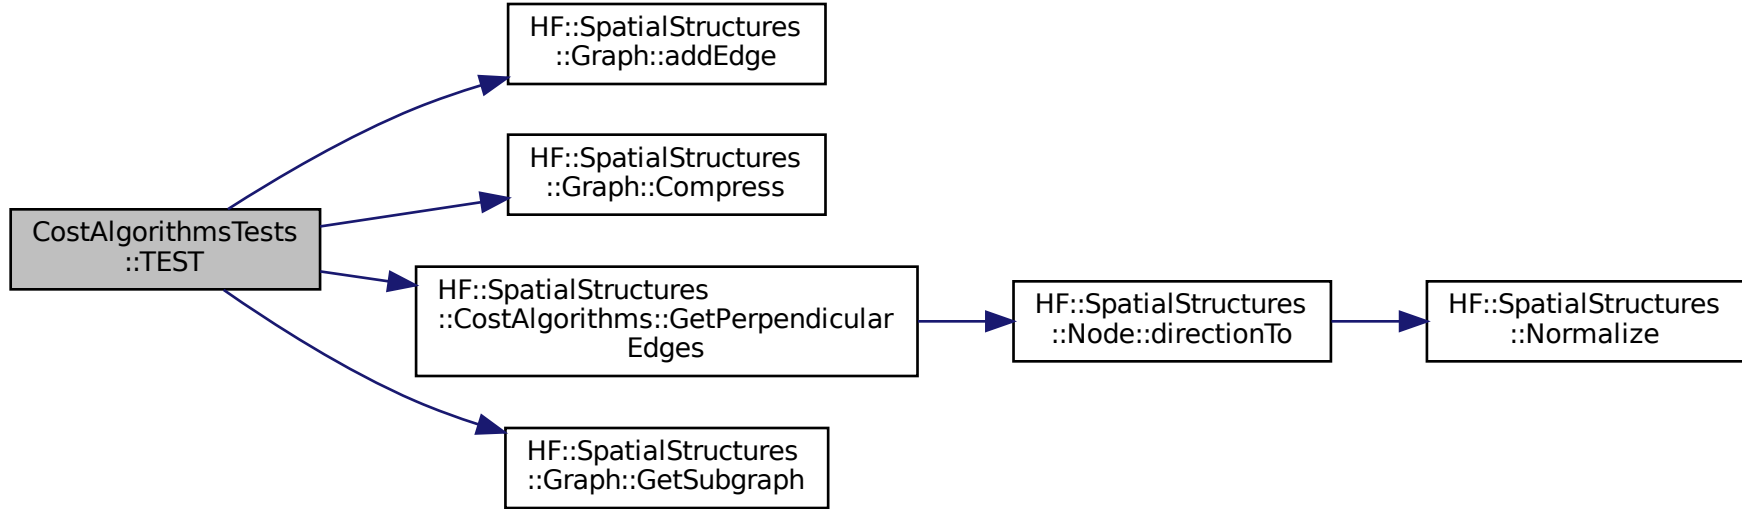 HF::SpatialStructures
::Graph::addEdge
HF::SpatialStructures
::Graph::Compress
CostAlgorithmsTests
::TEST
HF::SpatialStructures
::CostAlgorithms::GetPerpendicular
Edges
HF::SpatialStructures
::Node::directionTo
HF::SpatialStructures
::Normalize
HF::SpatialStructures
::Graph::GetSubgraph